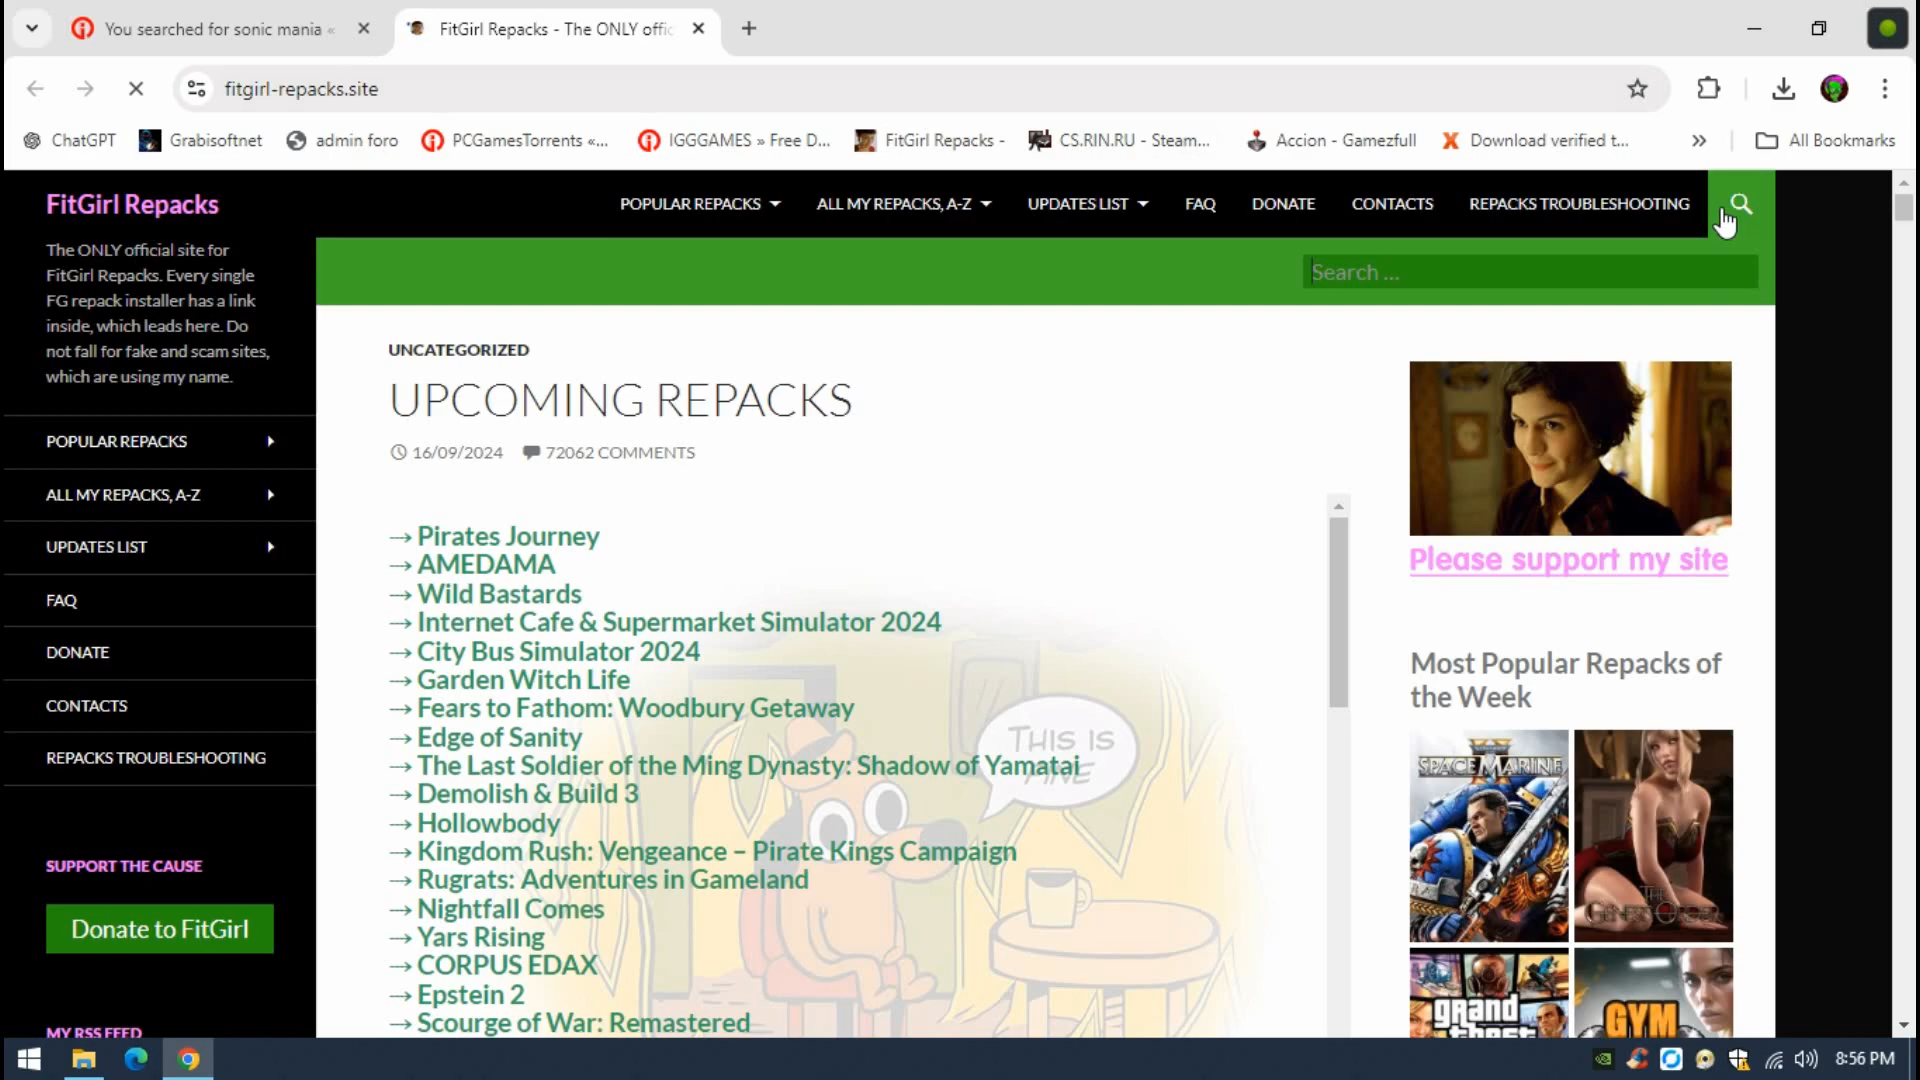 You searched for sonic mania «
FitGirl Repacks - The ONLY offic
fitgirl-repacks.site
ChatGPT
Grabisoftnet
admin foro
PCGamesTorrents «...
IGGGAMES » Free D...
FitGirl Repacks -
CS.RIN.RU - Steam...
Accion - Gamezfull
Download verified t...
All Bookmarks
FitGirl Repacks
POPULAR REPACKS
ALL MY REPACKS, A-Z
UPDATES LIST
FAQ
DONATE
CONTACTS
REPACKS TROUBLESHOOTING
The ONLY official site for
FitGirl Repacks. Every single
FG repack installer has a link
inside, which leads here. Do
not fall for fake and scam sites,
which are using my name.
Search ...
POPULAR REPACKS
ALL MY REPACKS, A-Z
UPDATES LIST
FAQ
DONATE
CONTACTS
REPACKS TROUBLESHOOTING
SUPPORT THE CAUSE
Donate to FitGirl
MY RSS FEED
UNCATEGORIZED
UPCOMING REPACKS
16/09/2024 72062 COMMENTS
→ Pirates Journey
→ AMEDAMA
→ Wild Bastards
→ Internet Cafe & Supermarket Simulator 2024
→ City Bus Simulator 2024
→ Garden Witch Life
→ Fears to Fathom: Woodbury Getaway
→ Edge of Sanity
→ The Last Soldier of the Ming Dynasty: Shadow of Yamatai
→ Demolish & Build 3
→ Hollowbody
→ Kingdom Rush: Vengeance – Pirate Kings Campaign
→ Rugrats: Adventures in Gameland
→ Nightfall Comes
→ Yars Rising
→ CORPUS EDAX
→ Epstein 2
→ Scourge of War: Remastered
THIS IS
FINE
Please support my site
Most Popular Repacks of
the Week
SPACE MARINE
THE
GENESIS ORDER
grand
theft
GYM
8:56 PM